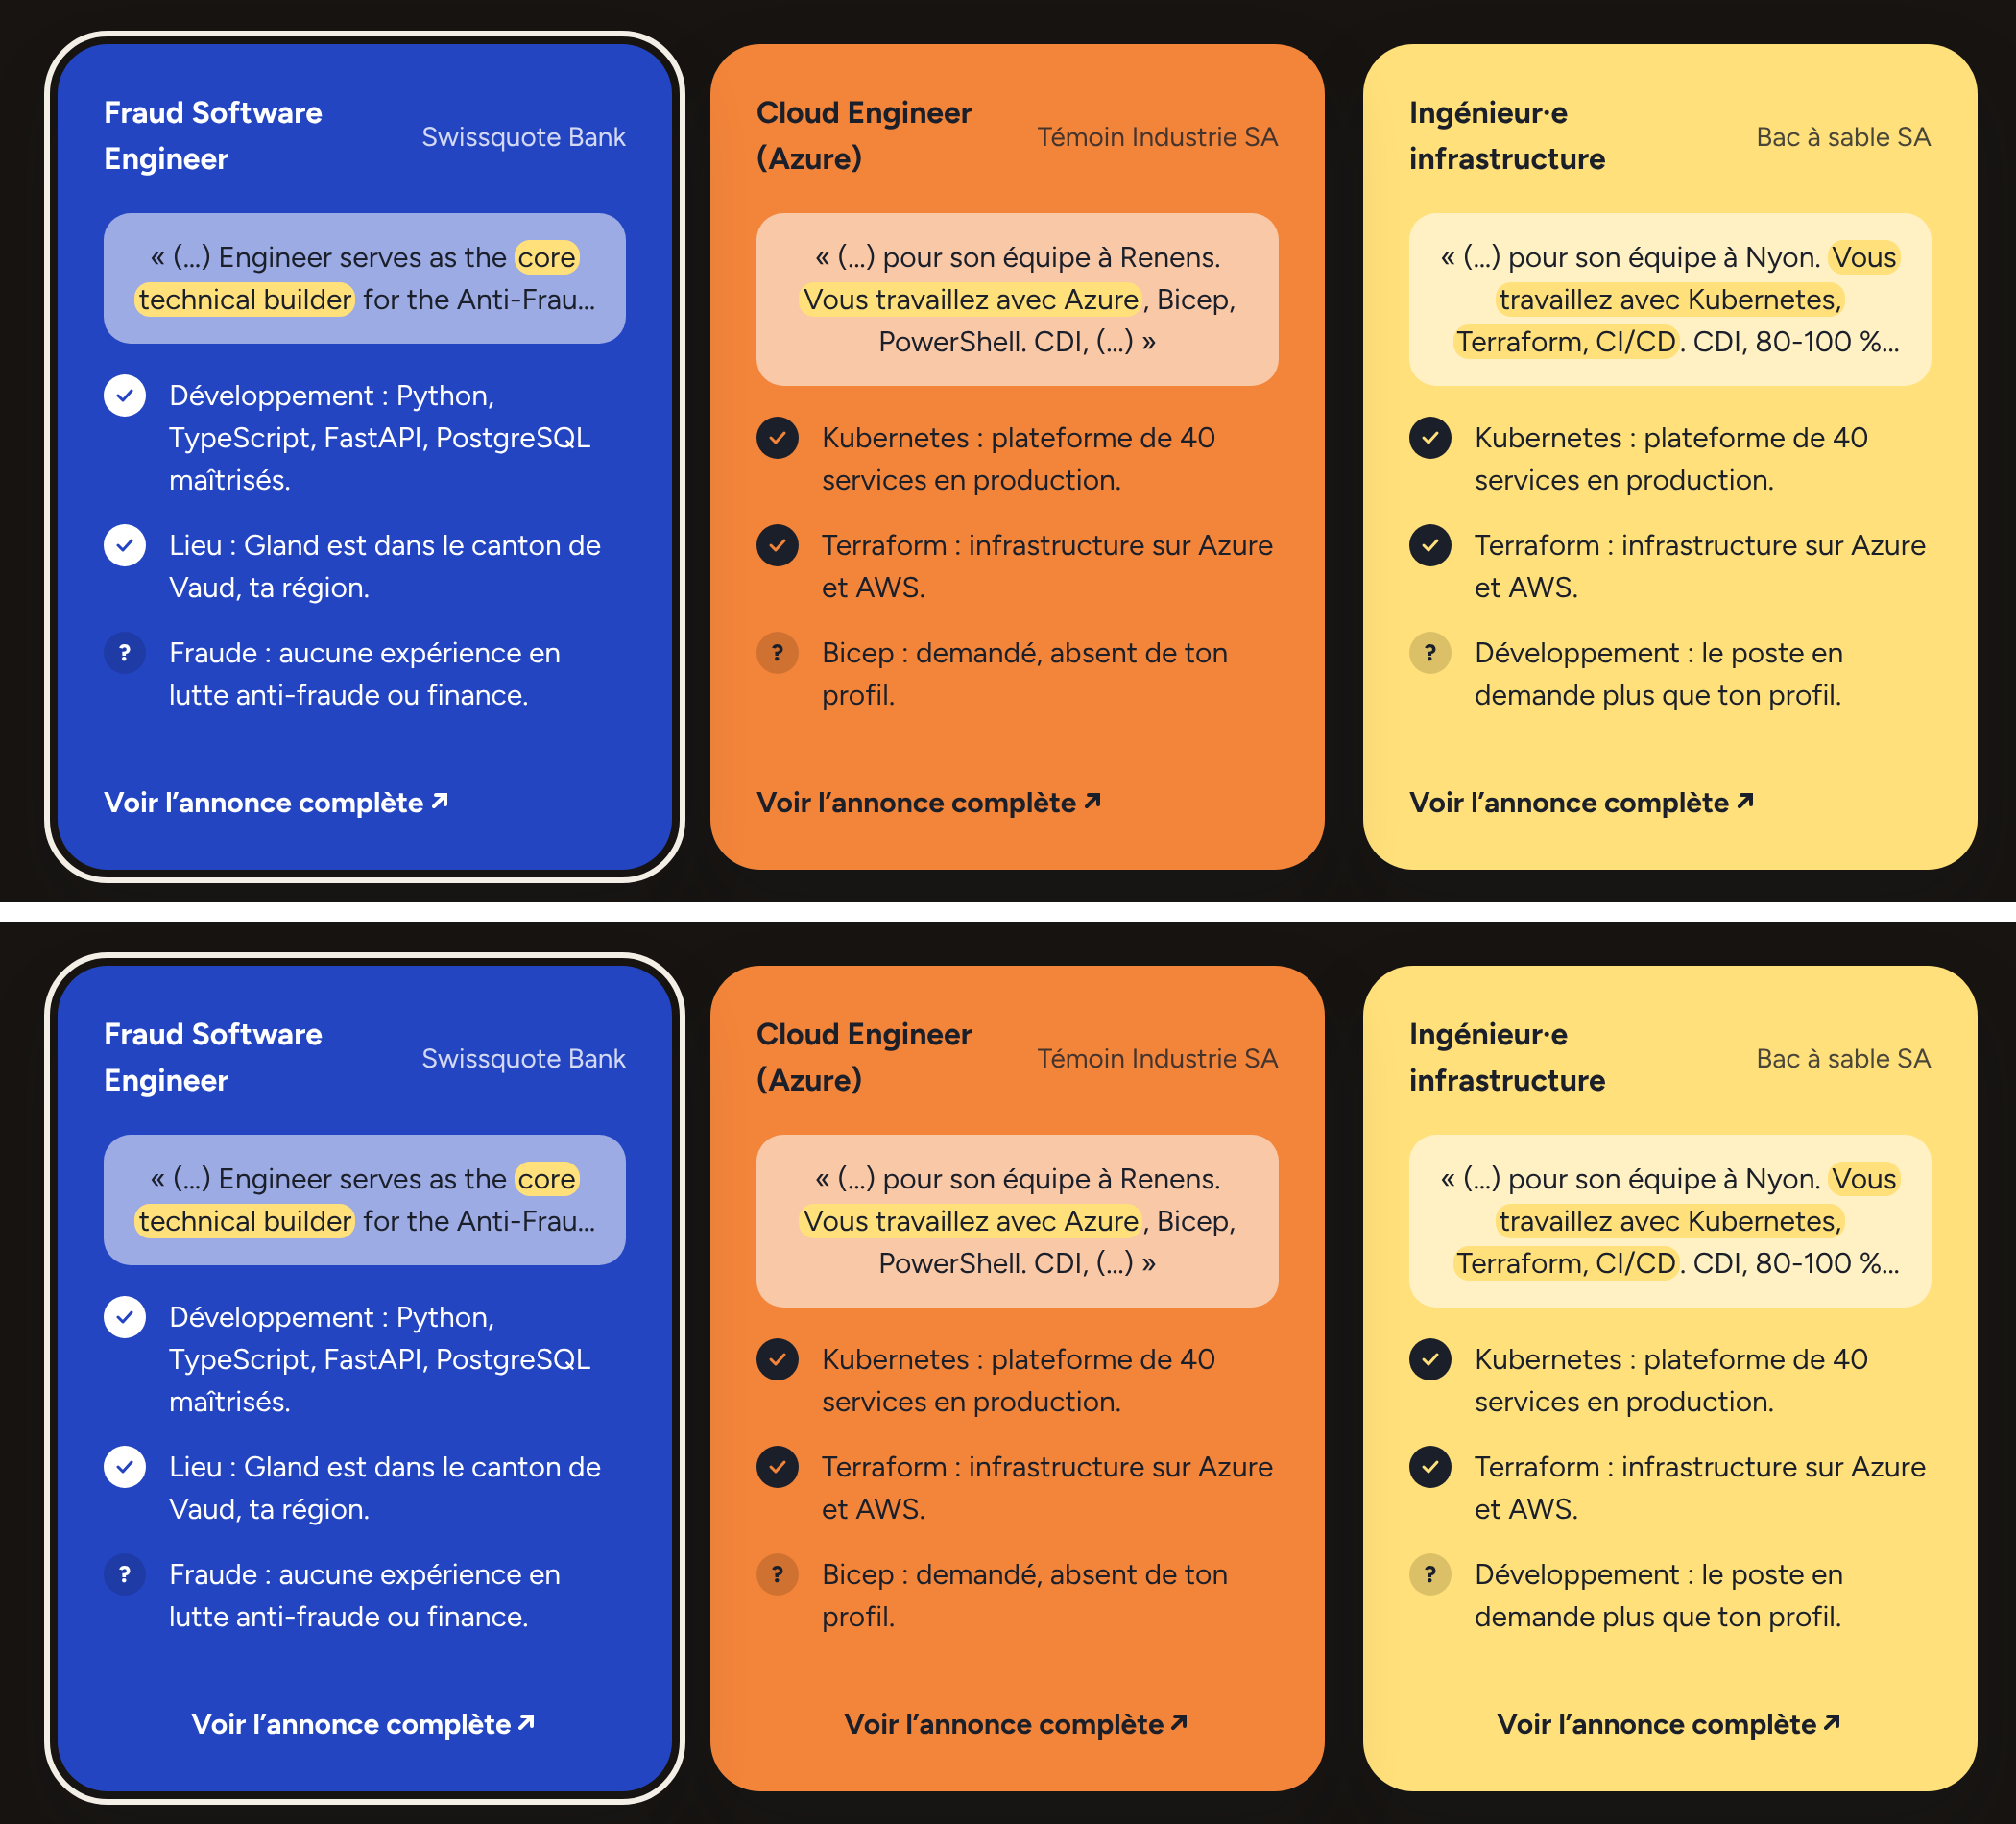 Fraud Software
Engineer
Swissquote Bank
« (...) Engineer serves as the core
technical builder for the Anti-Frau...
Développement : Python,
TypeScript, FastAPI, PostgreSQL
maîtrisés.
Lieu : Gland est dans le canton de
Vaud, ta région.
?
Fraude : aucune expérience en
lutte anti-fraude ou finance.
Voir l’annonce complète ↗
Cloud Engineer
(Azure)
Témoin Industrie SA
« (...) pour son équipe à Renens.
Vous travaillez avec Azure, Bicep,
PowerShell. CDI, (...) »
Kubernetes : plateforme de 40
services en production.
Terraform : infrastructure sur Azure
et AWS.
?
Bicep : demandé, absent de ton
profil.
Voir l’annonce complète ↗
Ingénieur·e
infrastructure
Bac à sable SA
« (...) pour son équipe à Nyon. Vous
travaillez avec Kubernetes,
Terraform, CI/CD. CDI, 80-100 %...
Kubernetes : plateforme de 40
services en production.
Terraform : infrastructure sur Azure
et AWS.
?
Développement : le poste en
demande plus que ton profil.
Voir l’annonce complète ↗
Fraud Software
Engineer
Swissquote Bank
« (...) Engineer serves as the core
technical builder for the Anti-Frau...
Développement : Python,
TypeScript, FastAPI, PostgreSQL
maîtrisés.
Lieu : Gland est dans le canton de
Vaud, ta région.
?
Fraude : aucune expérience en
lutte anti-fraude ou finance.
Voir l’annonce complète ↗
Cloud Engineer
(Azure)
Témoin Industrie SA
« (...) pour son équipe à Renens.
Vous travaillez avec Azure, Bicep,
PowerShell. CDI, (...) »
Kubernetes : plateforme de 40
services en production.
Terraform : infrastructure sur Azure
et AWS.
?
Bicep : demandé, absent de ton
profil.
Voir l’annonce complète ↗
Ingénieur·e
infrastructure
Bac à sable SA
« (...) pour son équipe à Nyon. Vous
travaillez avec Kubernetes,
Terraform, CI/CD. CDI, 80-100 %...
Kubernetes : plateforme de 40
services en production.
Terraform : infrastructure sur Azure
et AWS.
?
Développement : le poste en
demande plus que ton profil.
Voir l’annonce complète ↗